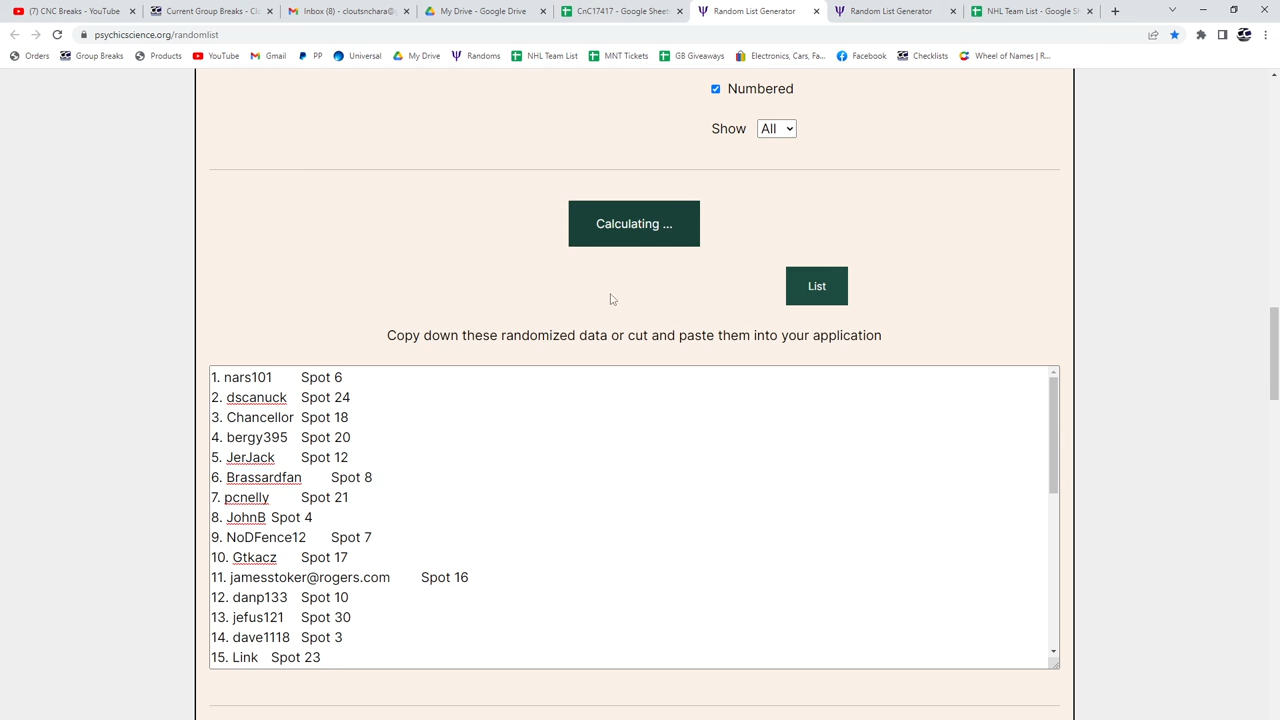 (7) CNC Breaks - YouTube
Current Group Breaks - Clo
Inbox (8) - cloutsnchara@g
My Drive - Google Drive
CnC17417 - Google Sheets
Random List Generator
Random List Generator
NHL Team List - Google Sh
psychicscience.org/randomlist
Orders
Group Breaks
Products
YouTube
Gmail
PP
Universal
My Drive
Randoms
NHL Team List
MNT Tickets
GB Giveaways
Electronics, Cars, Fa...
Facebook
Checklists
Wheel of Names | R...
Numbered
Show All
Calculating ...
List
Copy down these randomized data or cut and paste them into your application
1. nars101 Spot 6
2. dscanuck Spot 24
3. Chancellor Spot 18
4. bergy395 Spot 20
5. JerJack Spot 12
6. Brassardfan Spot 8
7. pcnelly Spot 21
8. JohnB Spot 4
9. NoDFence12 Spot 7
10. Gtkacz Spot 17
11. jamesstoker@rogers.com Spot 16
12. danp133 Spot 10
13. jefus121 Spot 30
14. dave1118 Spot 3
15. Link Spot 23